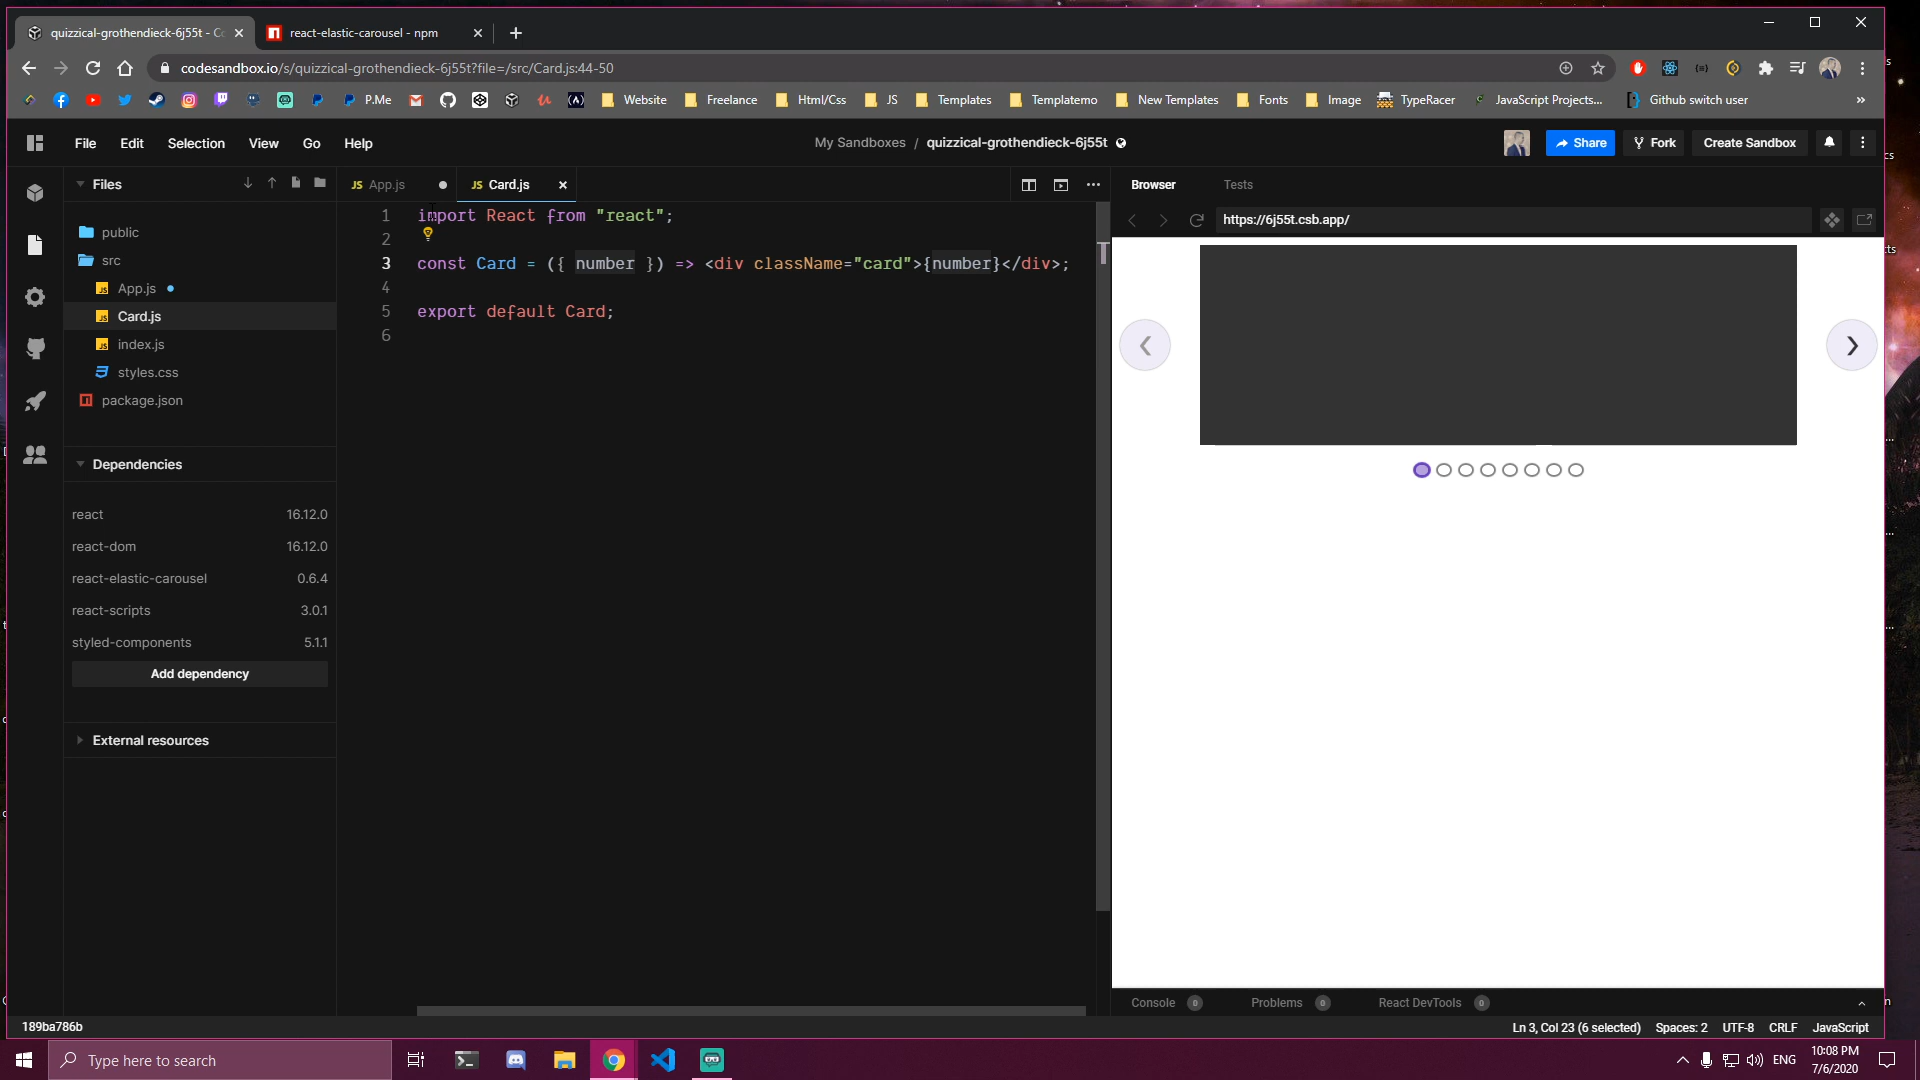 quizzical-grothendieck-6j55t - Co
react-elastic-carousel - npm
codesandbox.io/s/quizzical-grothendieck-6j55t?file=/src/Card.js:44-50
P.Me
Website
Freelance
Html/Css
JS
Templates
Templatemo
New Templates
Fonts
Image
TypeRacer
JavaScript Projects...
Github switch user
»
File Edit Selection View Go Help
My Sandboxes / quizzical-grothendieck-6j55t
Share
Fork
Create Sandbox
Files
public
src
JS App.js
JS Card.js
JS index.js
styles.css
package.json
Dependencies
react 16.12.0
react-dom 16.12.0
react-elastic-carousel 0.6.4
react-scripts 3.0.1
styled-components 5.1.1
Add dependency
External resources
JS App.js
JS Card.js
1 import React from "react";
2
3 const Card = ({ number }) => <div className="card">{number}</div>;
4
5 export default Card;
6
Browser
Tests
https://6j55t.csb.app/
Console 0
Problems 0
React DevTools 0
189ba786b
Ln 3, Col 23 (6 selected) Spaces: 2 UTF-8 CRLF JavaScript
Type here to search
ENG
10:08 PM
7/6/2020